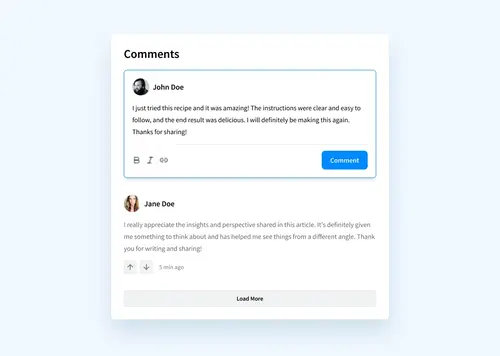 Comments
John Doe
I just tried this recipe and it was amazing! The instructions were clear and easy to
follow, and the end result was delicious. I will definitely be making this again.
Thanks for sharing!
B I
Comment
Jane Doe
I really appreciate the insights and perspective shared in this article. It's definitely given
me something to think about and has helped me see things from a different angle. Thank
you for writing and sharing!
5 min ago
Load More